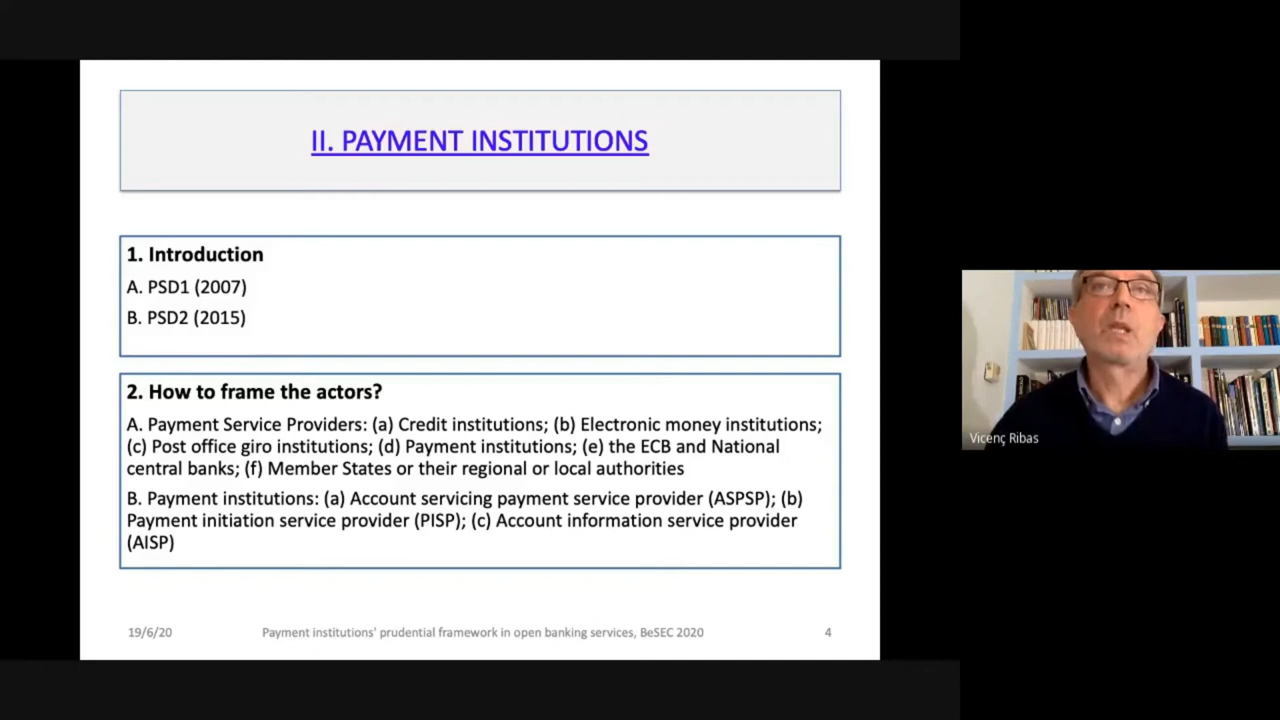 II. PAYMENT INSTITUTIONS
1. Introduction
A. PSD1 (2007)
B. PSD2 (2015)
2. How to frame the actors?
A. Payment Service Providers: (a) Credit institutions; (b) Electronic money institutions;
(c) Post office giro institutions; (d) Payment institutions; (e) the ECB and National
central banks; (f) Member States or their regional or local authorities
B. Payment institutions: (a) Account servicing payment service provider (ASPSP); (b)
Payment initiation service provider (PISP); (c) Account information service provider
(AISP)
19/6/20 Payment institutions' prudential framework in open banking services, BeSEC 2020 4
Vicenç Ribas